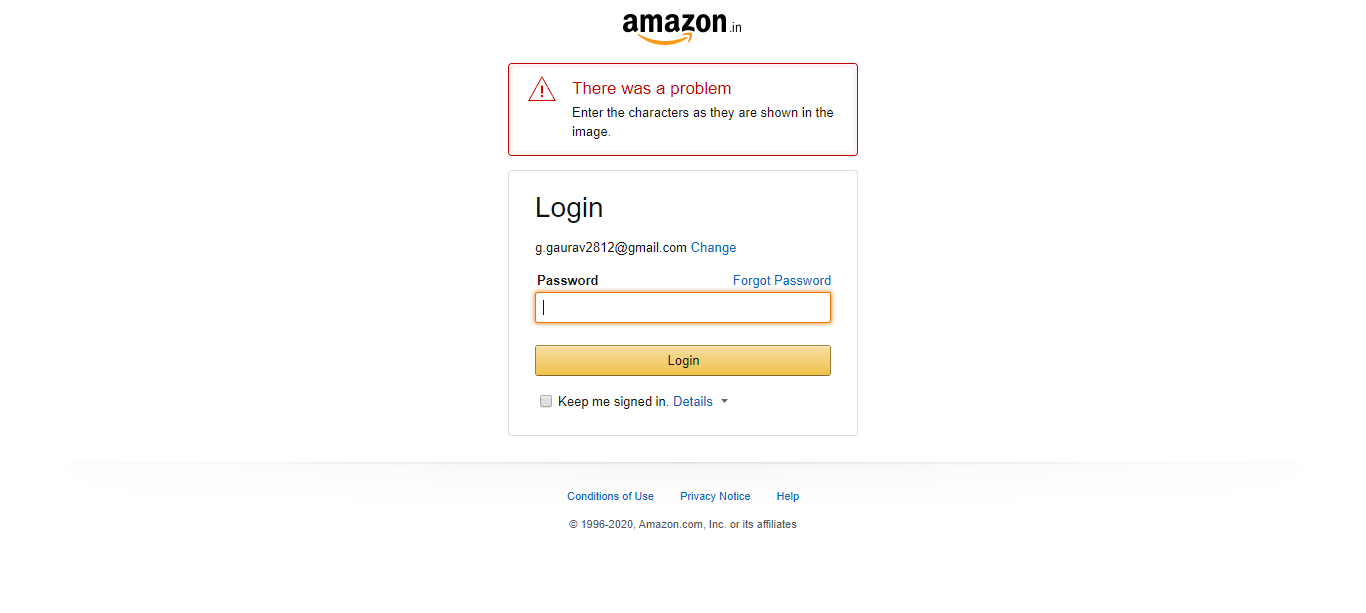 amazon.in
There was a problem
Enter the characters as they are shown in the
image.
Login
g.gaurav2812@gmail.com Change
Password Forgot Password
Login
Keep me signed in. Details
Conditions of Use Privacy Notice Help
© 1996-2020, Amazon.com, Inc. or its affiliates